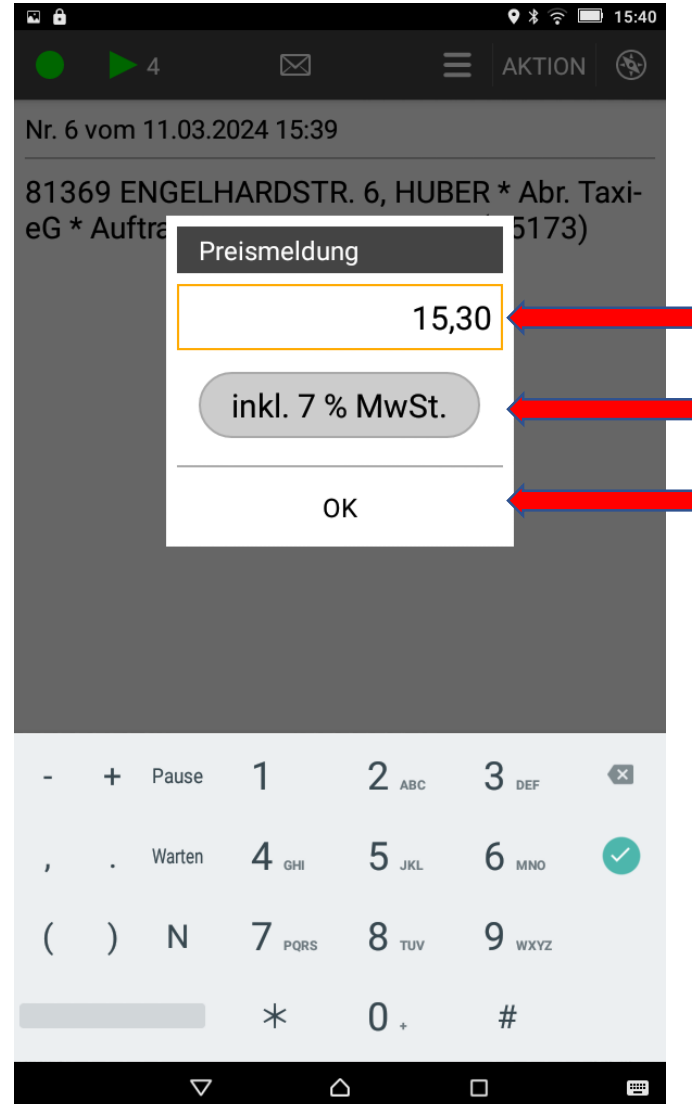 15:40
4 AKTION
Nr. 6 vom 11.03.2024 15:39
81369 ENGELHARDSTR. 6, HUBER * Abr. Taxi-
eG * Auftra 5173)
Preismeldung
15,30
inkl. 7 % MwSt.
OK
- + Pause 1 2 ABC 3 DEF
, . Warten 4 GHI 5 JKL 6 MNO
( ) N 7 PQRS 8 TUV 9 WXYZ
* 0 + #